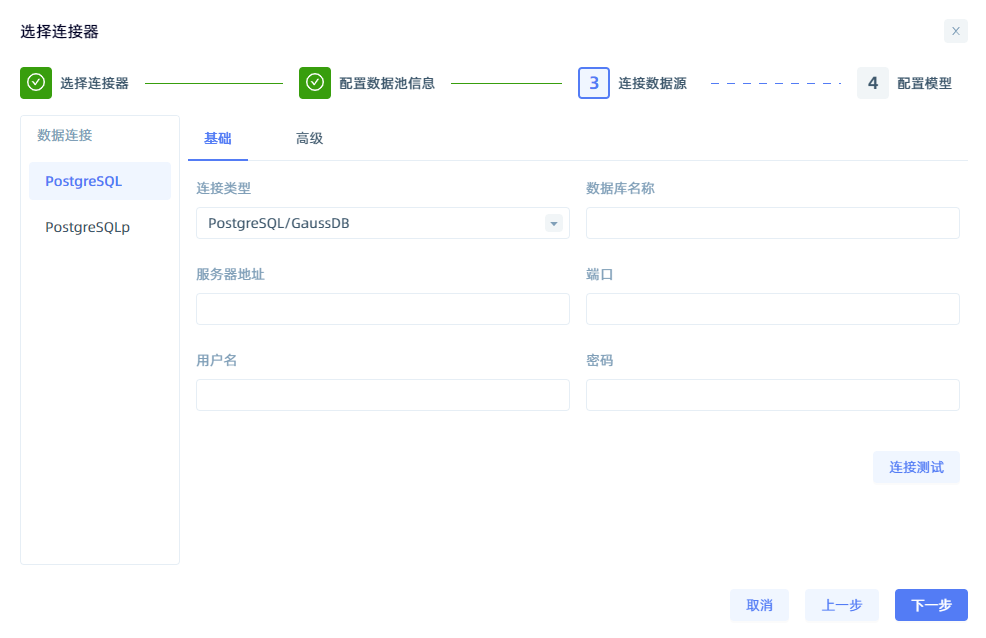 选择连接器
选择连接器
配置数据池信息
3 连接数据源
4 配置模型
数据连接
PostgreSQL
PostgreSQLp
基础 高级
连接类型 数据库名称
PostgreSQL/GaussDB
服务器地址 端口
用户名 密码
连接测试
取消 上一步 下一步